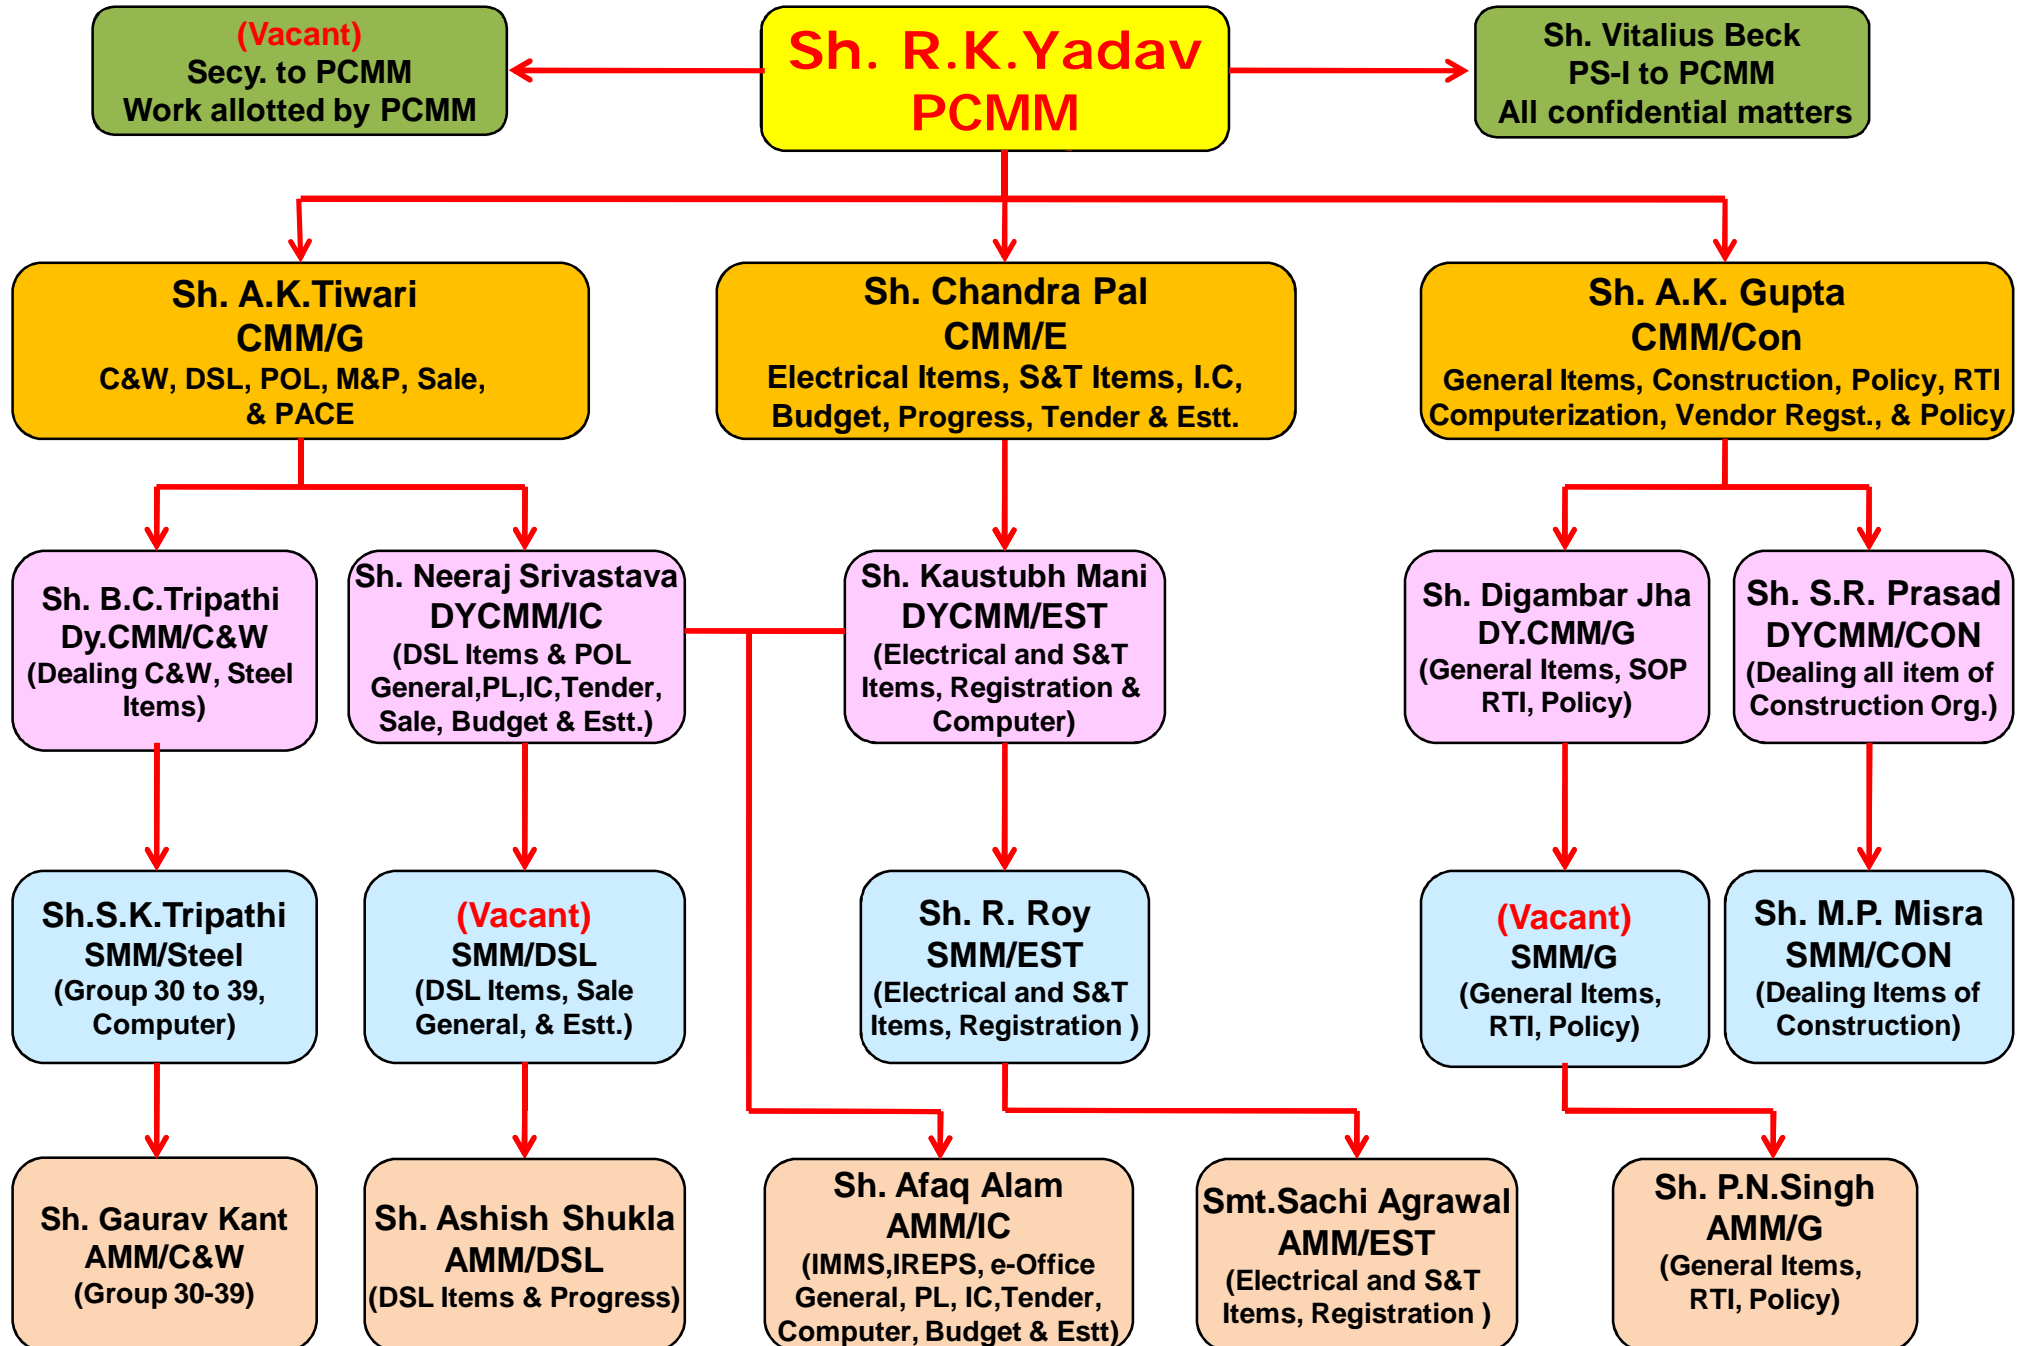 (Vacant)
Secy. to PCMM
Work allotted by PCMM
Sh. R.K.Yadav
PCMM
Sh. Vitalius Beck
PS-I to PCMM
All confidential matters
Sh. A.K.Tiwari
CMM/G
C&W, DSL, POL, M&P, Sale,
& PACE
Sh. Chandra Pal
CMM/E
Electrical Items, S&T Items, I.C,
Budget, Progress, Tender & Estt.
Sh. A.K. Gupta
CMM/Con
General Items, Construction, Policy, RTI
Computerization, Vendor Regst., & Policy
Sh. B.C.Tripathi
Dy.CMM/C&W
(Dealing C&W, Steel
Items)
Sh. Neeraj Srivastava
DYCMM/IC
(DSL Items & POL
General,PL,IC,Tender,
Sale, Budget & Estt.)
Sh. Kaustubh Mani
DYCMM/EST
(Electrical and S&T
Items, Registration &
Computer)
Sh. Digambar Jha
DY.CMM/G
(General Items, SOP
RTI, Policy)
Sh. S.R. Prasad
DYCMM/CON
(Dealing all item of
Construction Org.)
Sh.S.K.Tripathi
SMM/Steel
(Group 30 to 39,
Computer)
(Vacant)
SMM/DSL
(DSL Items, Sale
General, & Estt.)
Sh. R. Roy
SMM/EST
(Electrical and S&T
Items, Registration )
(Vacant)
SMM/G
(General Items,
RTI, Policy)
Sh. M.P. Misra
SMM/CON
(Dealing Items of
Construction)
Sh. Gaurav Kant
AMM/C&W
(Group 30-39)
Sh. Ashish Shukla
AMM/DSL
(DSL Items & Progress)
Sh. Afaq Alam
AMM/IC
(IMMS,IREPS, e-Office
General, PL, IC,Tender,
Computer, Budget & Estt)
Smt.Sachi Agrawal
AMM/EST
(Electrical and S&T
Items, Registration )
Sh. P.N.Singh
AMM/G
(General Items,
RTI, Policy)